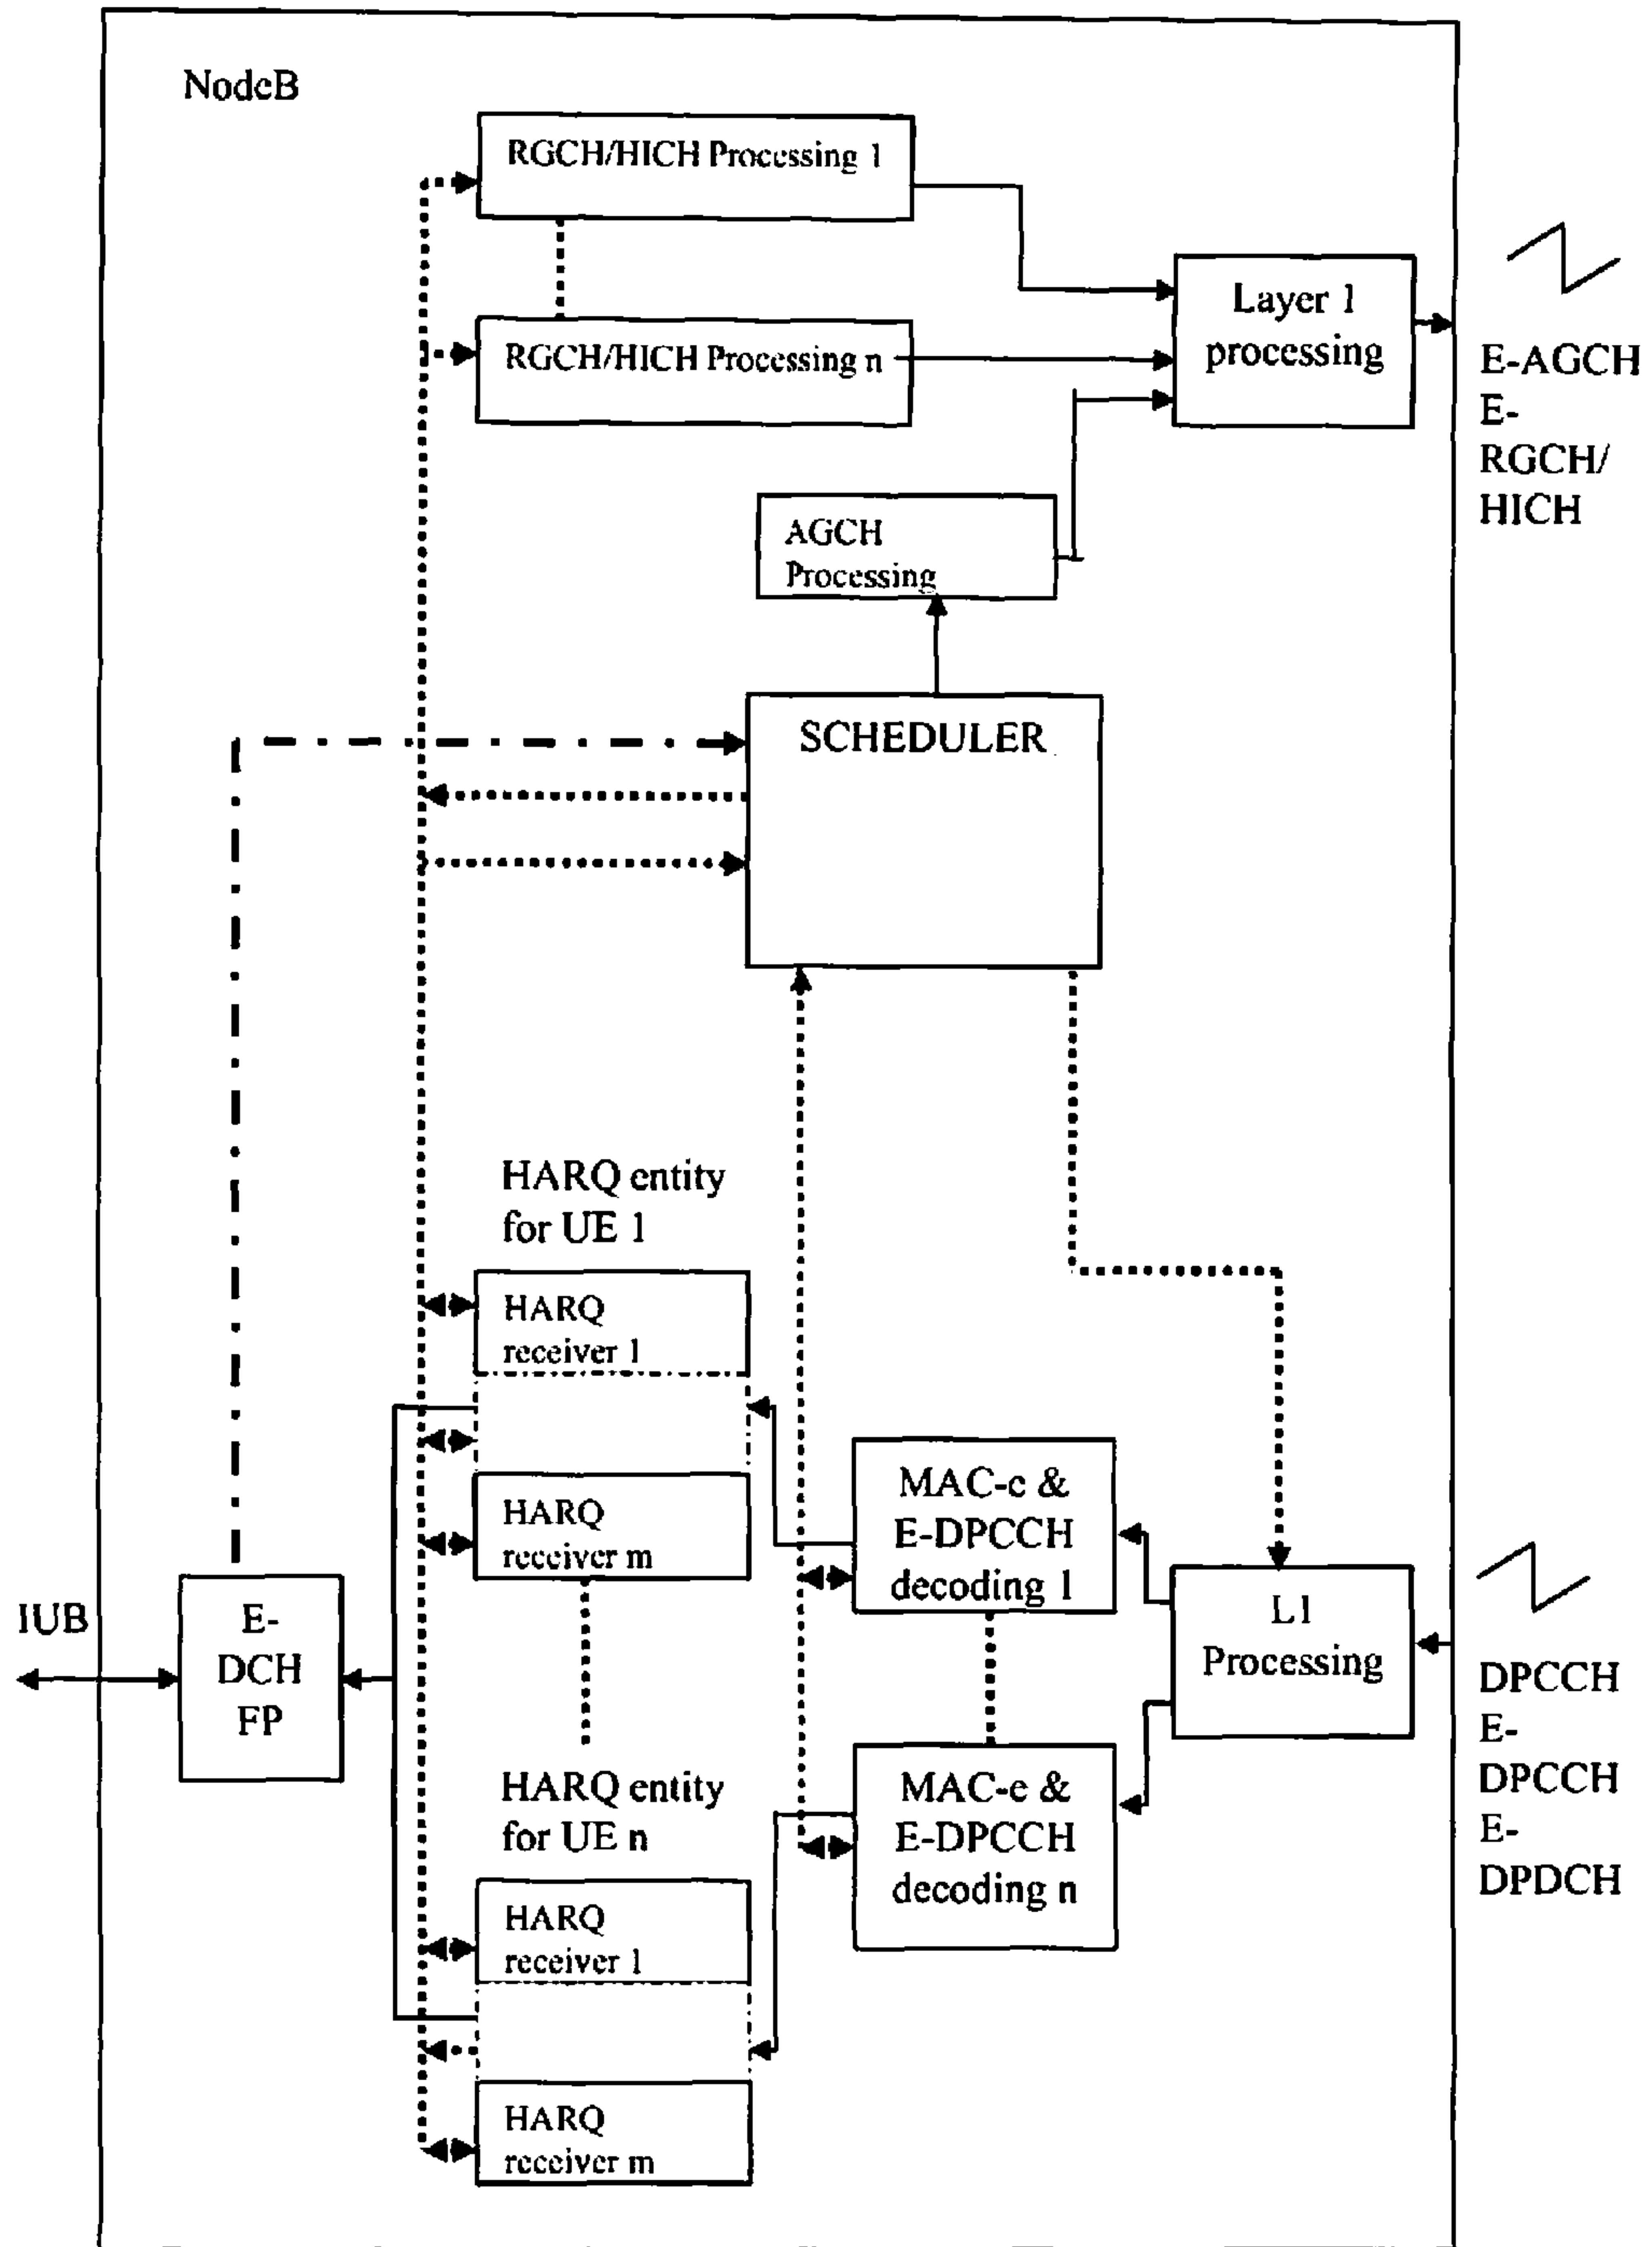 NodeB
RGCH/HICH Processing 1
RGCH/HICH Processing n
Layer 1
processing
E-AGCH
E-
RGCH/
HICH
AGCH
Processing
SCHEDULER
HARQ entity
for UE 1
HARQ
receiver 1
HARQ
receiver m
MAC-e &
E-DPCCH
decoding 1
L1
Processing
IUB
E-
DCH
FP
DPCCH
E-
DPCCH
E-
DPDCH
HARQ entity
for UE n
MAC-e &
E-DPCCH
decoding n
HARQ
receiver 1
HARQ
receiver m